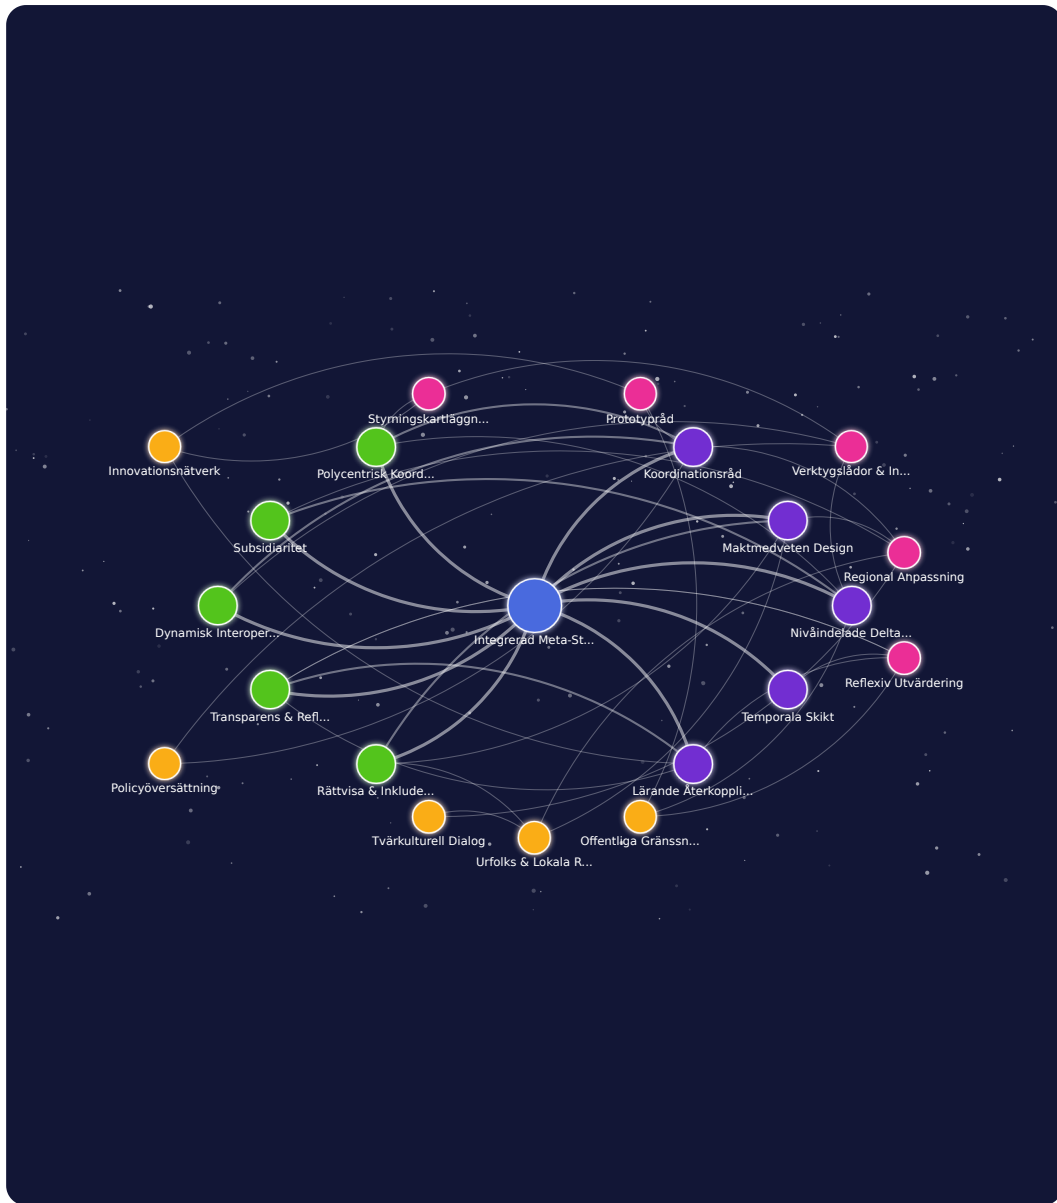 Styrningskartläggn...
Prototypråd
Innovationsnätverk
Polycentrisk Koord...
Koordinationsråd
Verktygslådor & In...
Subsidiaritet
Maktmedveten Design
Regional Anpassning
Dynamisk Interoper...
Integrerad Meta-St...
Nivåindelade Delta...
Reflexiv Utvärdering
Transparens & Refl...
Temporala Skikt
Policyöversättning
Rättvisa & Inklude...
Lärande Återkoppli...
Tvärkulturell Dialog
Offentliga Gränssn...
Urfolks & Lokala R...